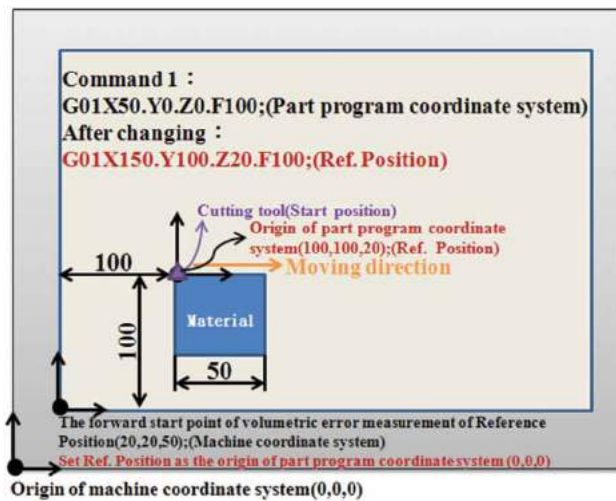 Command 1：
G01X50.Y0.Z0.F100;(Part program coordinate system)
After changing：
G01X150.Y100.Z20.F100;(Ref. Position)
Cutting tool(Start position)
Origin of part program coordinate
system(100,100,20);(Ref. Position)
100
Moving direction
Material
100
50
The forward start point of volumetric error measurement of Reference
Position(20,20,50);(Machine coordinate system)
Set Ref. Position as the origin of part program coordinate system (0,0,0)
Origin of machine coordinate system(0,0,0)